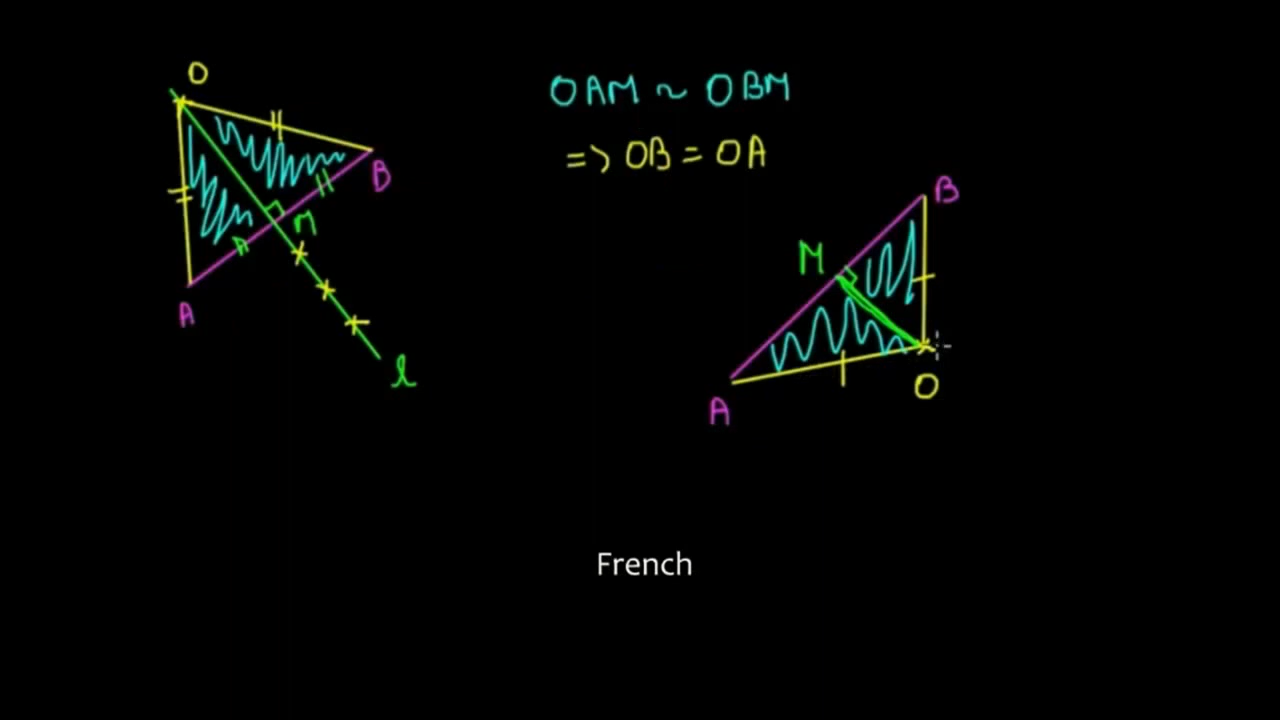 O
B
M
A
l
OAM ~ OBM
=> OB = OA
B
M
O
A
French